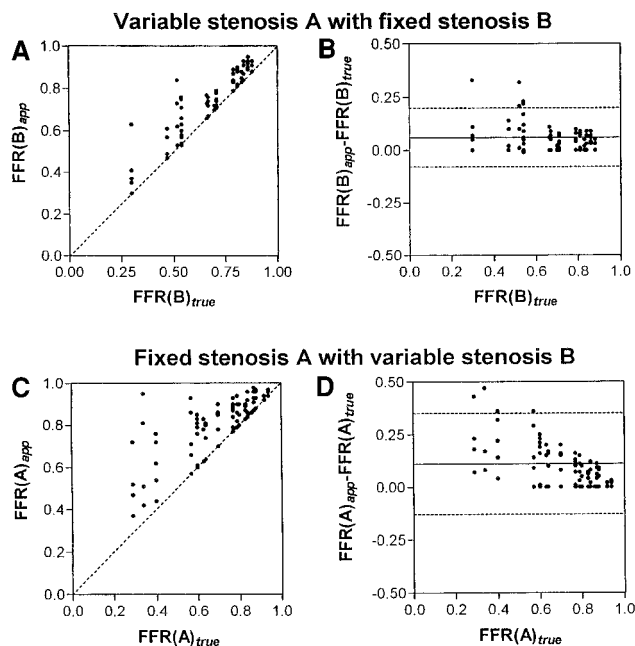 Variable stenosis A with fixed stenosis B
A
1.0
0.8
0.6
0.4
0.2
0.0
FFR(B)app
0.00 0.25 0.50 0.75 1.00
FFR(B)true
B
0.50
0.25
0.00
-0.25
-0.50
FFR(B)app-FFR(B)true
0.0 0.2 0.4 0.6 0.8 1.0
FFR(B)true
Fixed stenosis A with variable stenosis B
C
1.0
0.8
0.6
0.4
0.2
0.0
FFR(A)app
0.0 0.2 0.4 0.6 0.8 1.0
FFR(A)true
D
0.50
0.25
0.00
-0.25
-0.50
FFR(A)app-FFR(A)true
0.0 0.2 0.4 0.6 0.8 1.0
FFR(A)true